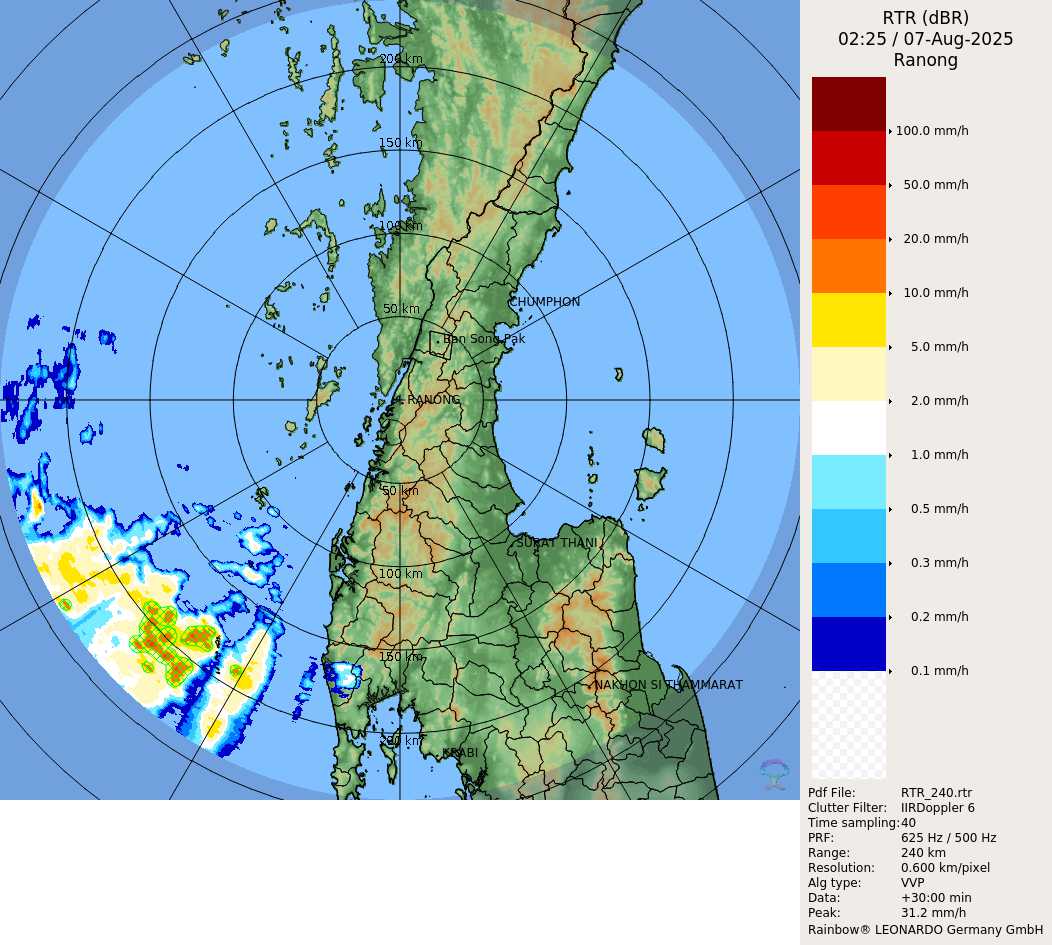 RTR (dBR)
02:25 / 07-Aug-2025
Ranong
100.0 mm/h
50.0 mm/h
20.0 mm/h
10.0 mm/h
5.0 mm/h
2.0 mm/h
1.0 mm/h
0.5 mm/h
0.3 mm/h
0.2 mm/h
0.1 mm/h
200 km
150 km
100 km
50 km
CHUMPHON
Ban Song Pak
RANONG
50 km
SURAT THANI
100 km
150 km
NAKHON SI THAMMARAT
200 km
KRABI
Pdf File: RTR_240.rtr
Clutter Filter: IIRDoppler 6
Time sampling:40
PRF: 625 Hz / 500 Hz
Range: 240 km
Resolution: 0.600 km/pixel
Alg type: VVP
Data: +30:00 min
Peak: 31.2 mm/h
Rainbow® LEONARDO Germany GmbH